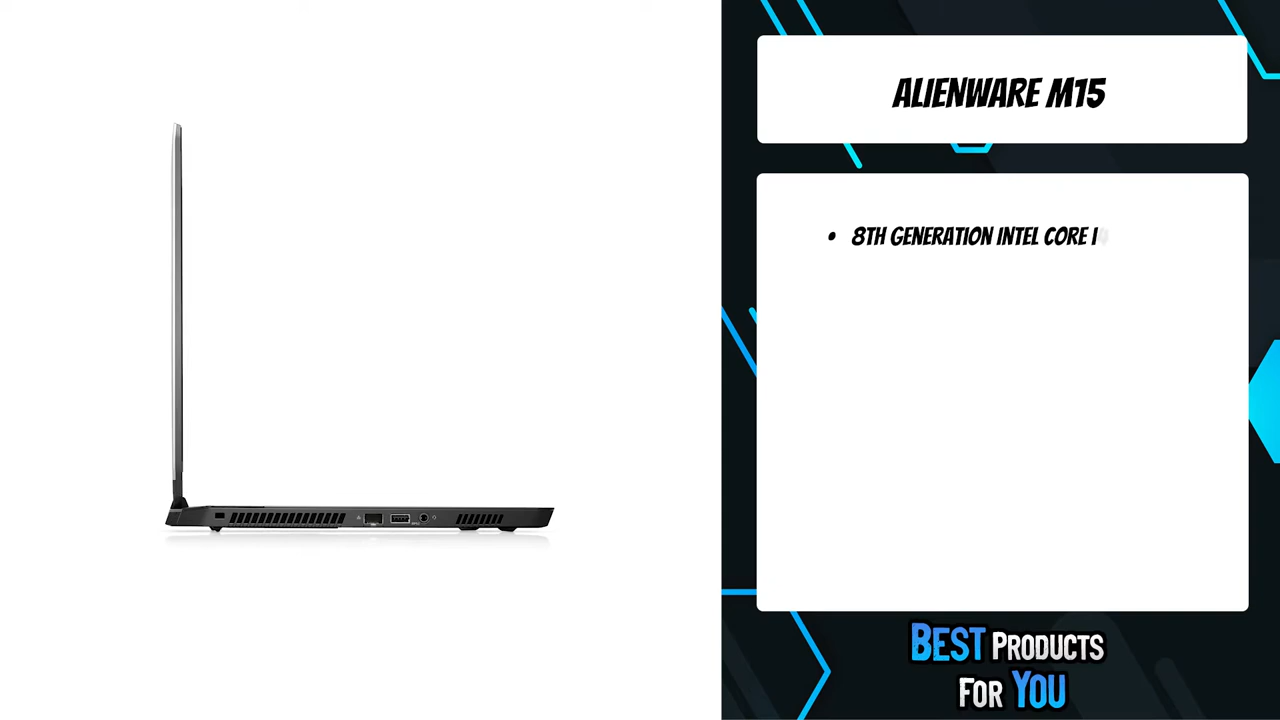 ALIENWARE M15
• 8TH GENERATION INTEL CORE I
BEST PRODUCTS
FOR YOU